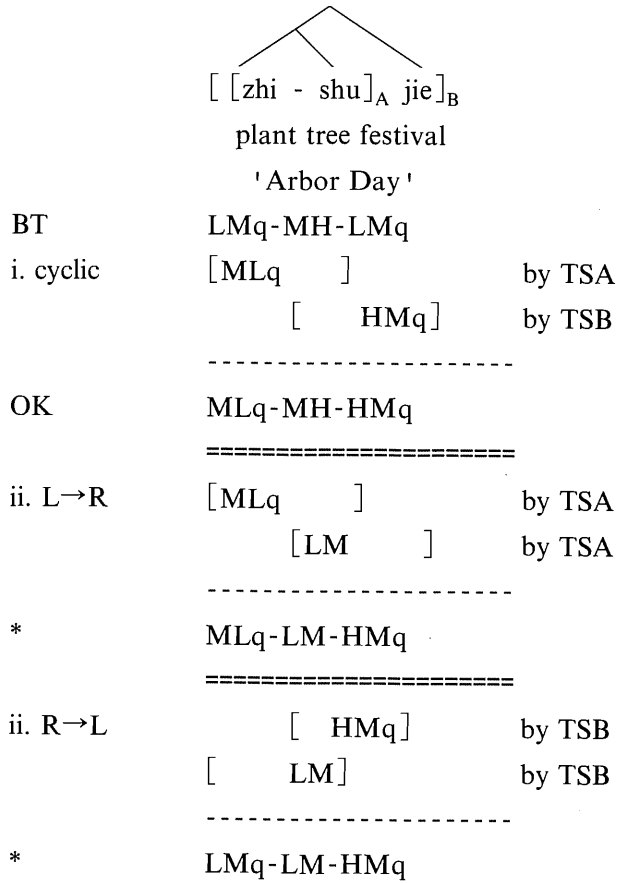 [ [zhi - shu]A jie]B
plant tree festival
'Arbor Day'
BT LMq-MH-LMq
i. cyclic [MLq ] by TSA
[ HMq] by TSB
----------------------
OK MLq-MH-HMq
======================
ii. L→R [MLq ] by TSA
[LM ] by TSA
----------------------
* MLq-LM-HMq
======================
ii. R→L [ HMq] by TSB
[ LM] by TSB
----------------------
* LMq-LM-HMq